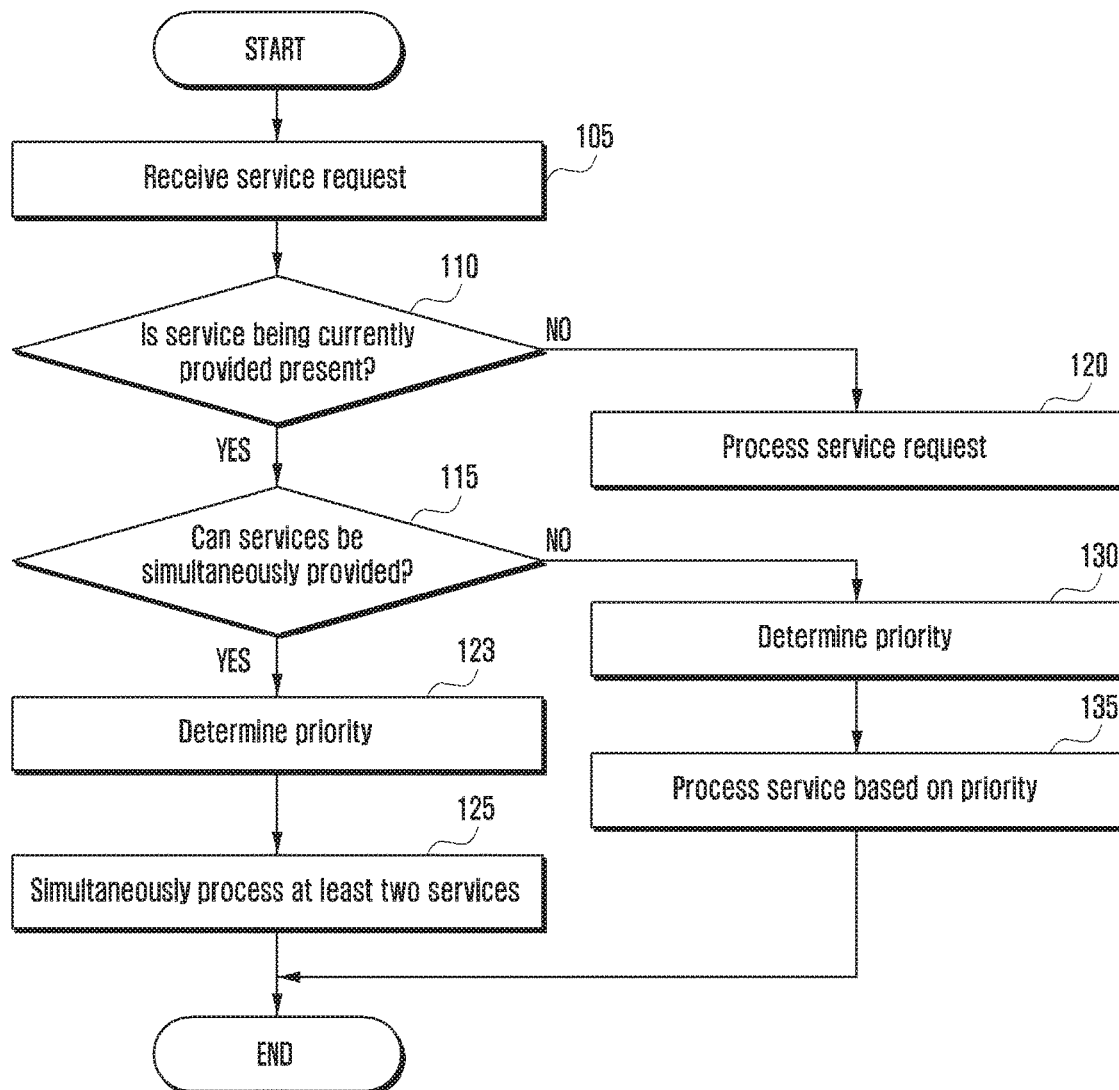 START
105
Receive service request
110
Is service being currently
provided present?
NO
YES
120
Process service request
115
Can services be
simultaneously provided?
NO
YES
130
Determine priority
123
Determine priority
135
Process service based on priority
125
Simultaneously process at least two services
END